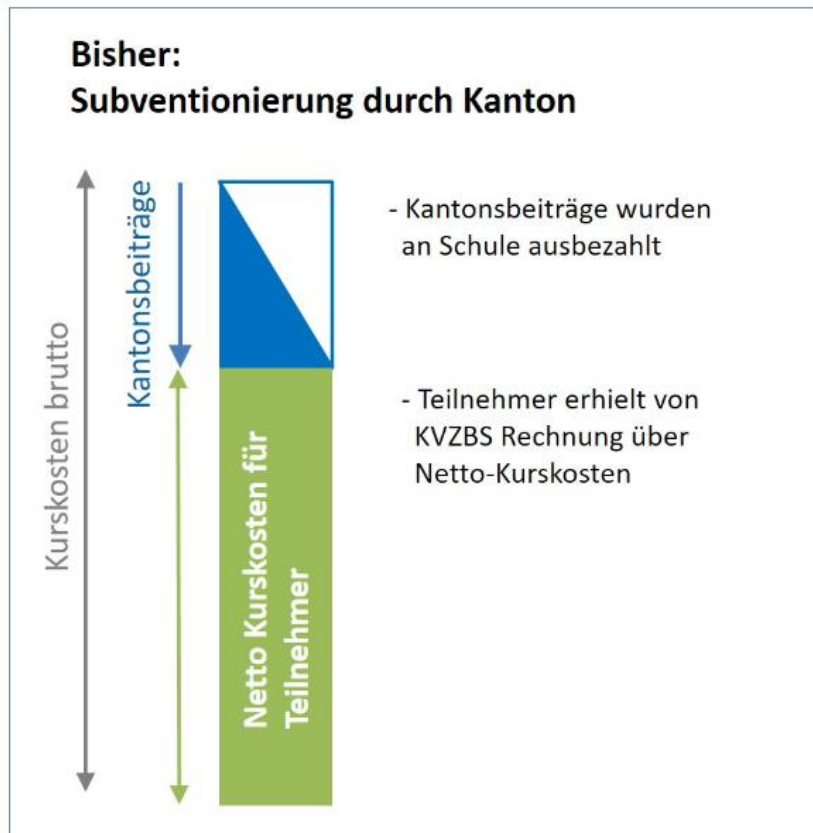 Bisher:
Subventionierung durch Kanton
Kurskosten brutto
Kantonsbeiträge
- Kantonsbeiträge wurden
an Schule ausbezahlt
Netto Kurskosten für
Teilnehmer
- Teilnehmer erhielt von
KVZBS Rechnung über
Netto-Kurskosten